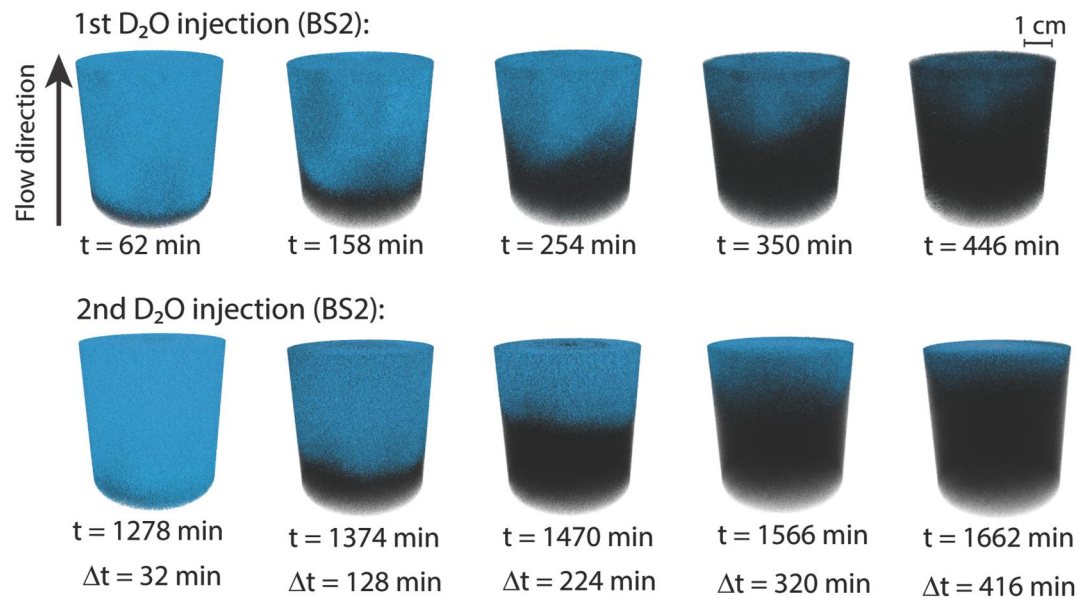 1st D₂O injection (BS2):
1 cm
Flow direction
t = 62 min
t = 158 min
t = 254 min
t = 350 min
t = 446 min
2nd D₂O injection (BS2):
t = 1278 min
t = 1374 min
t = 1470 min
t = 1566 min
t = 1662 min
Δt = 32 min
Δt = 128 min
Δt = 224 min
Δt = 320 min
Δt = 416 min